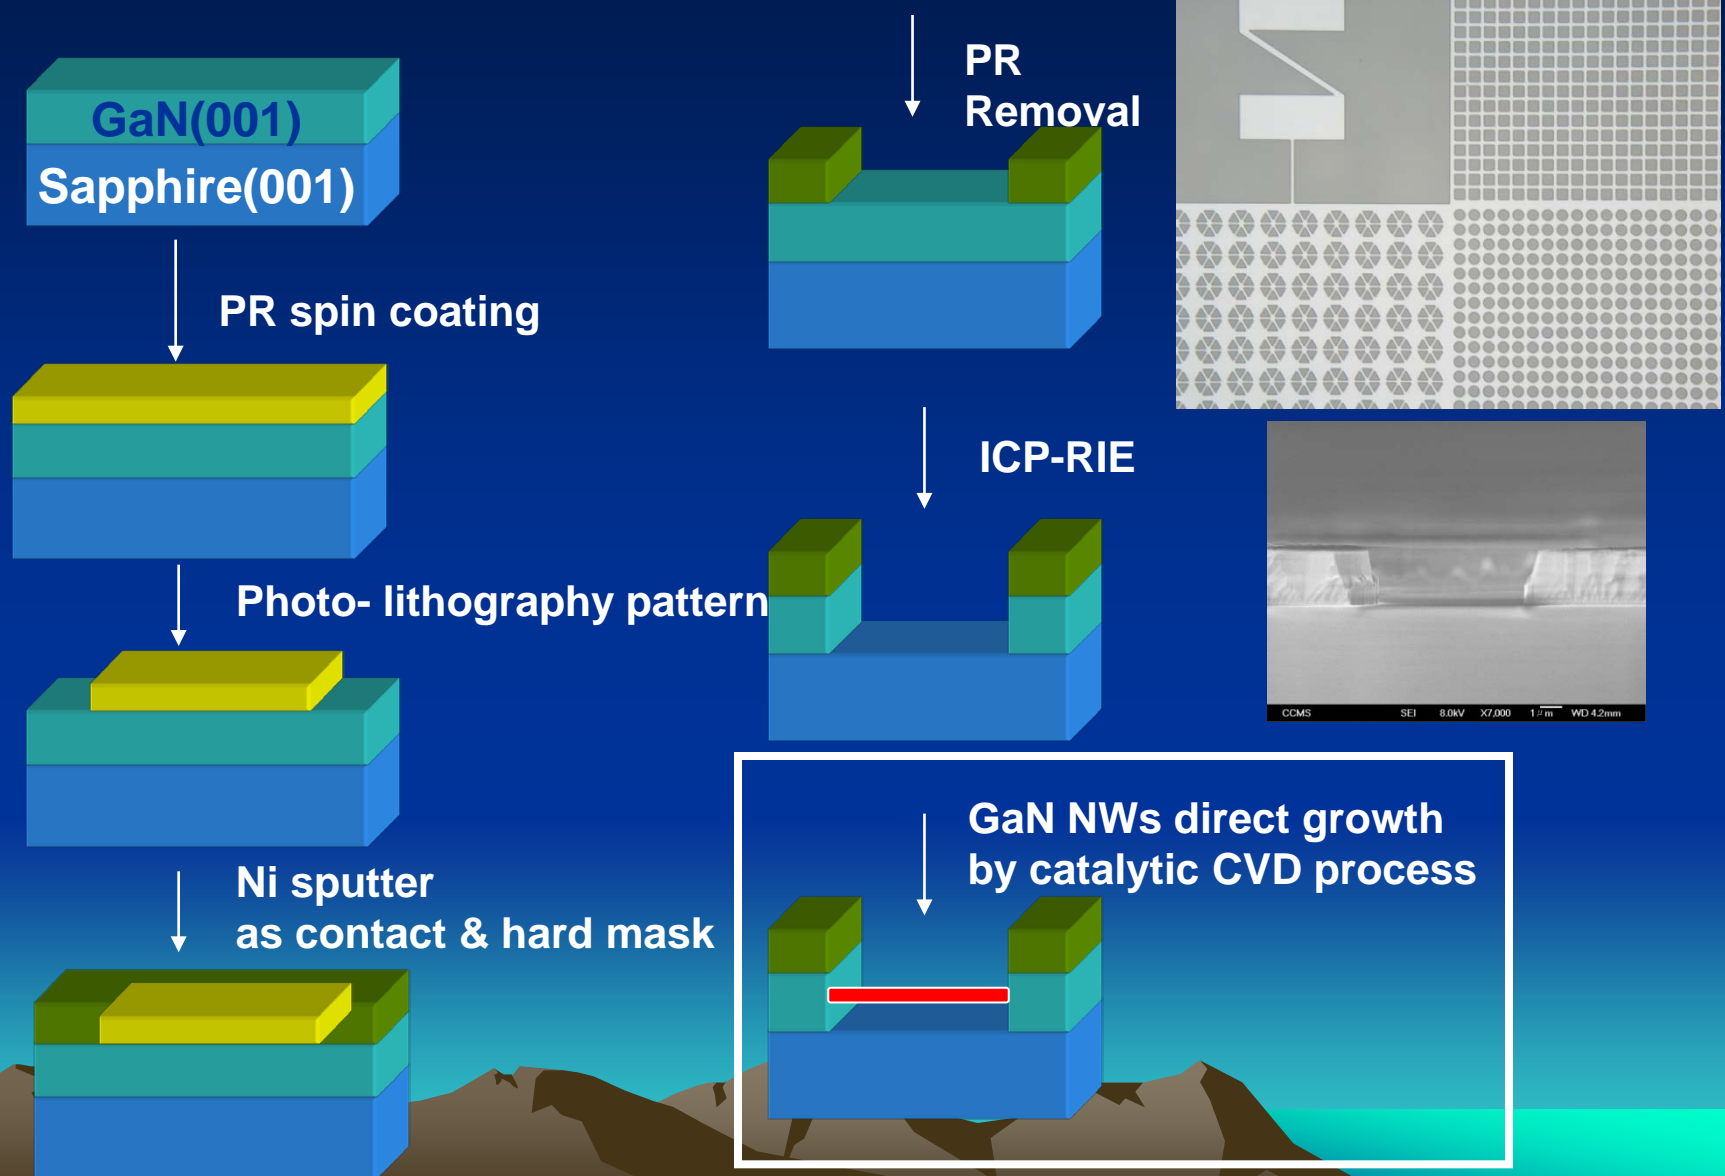 GaN(001)
Sapphire(001)
PR spin coating
Photo- lithography pattern
Ni sputter
as contact & hard mask
PR
Removal
ICP-RIE
GaN NWs direct growth
by catalytic CVD process
CCMS SEI 8.0kV X7,000 1μm WD 4.2mm